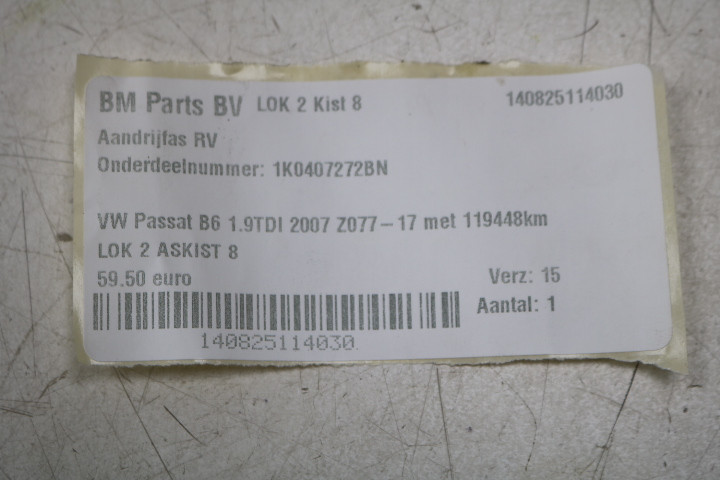 BM Parts BV LOK 2 Kist 8 140825114030
Aandrijfas RV
Onderdeelnummer: 1K0407272BN
VW Passat B6 1.9TDI 2007 Z077-17 met 119448km
LOK 2 ASKIST 8
59.50 euro Verz: 15
Aantal: 1
140825114030